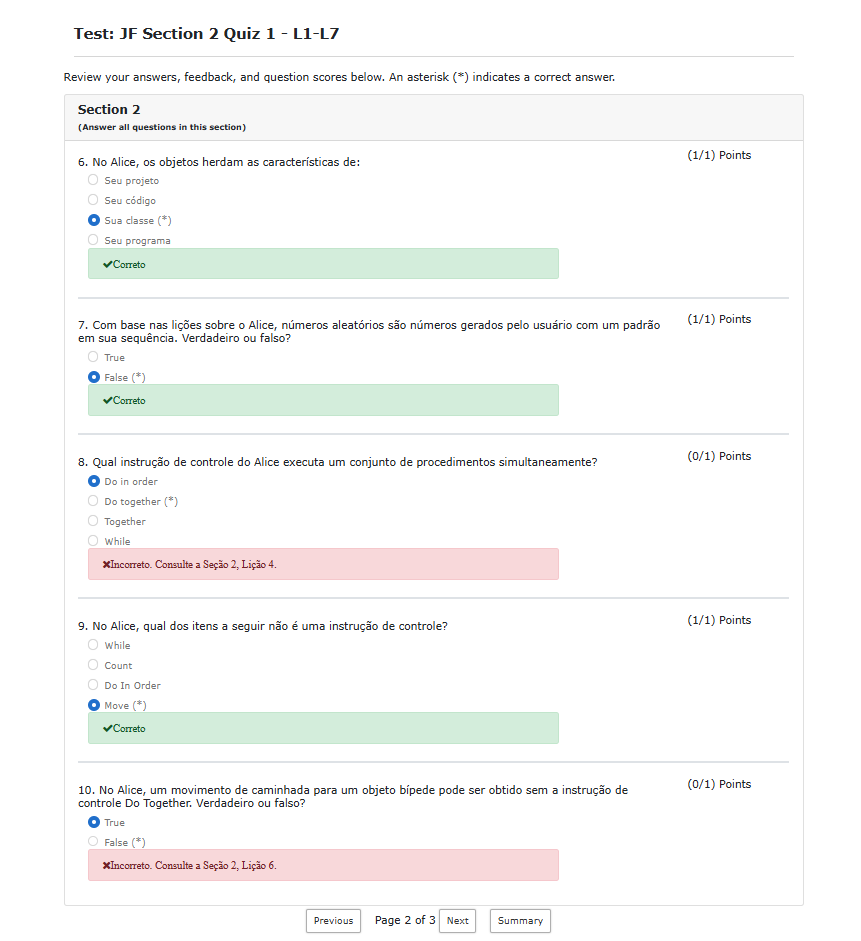 Test: JF Section 2 Quiz 1 - L1-L7
Review your answers, feedback, and question scores below. An asterisk (*) indicates a correct answer.
Section 2
(Answer all questions in this section)
6. No Alice, os objetos herdam as características de:
(1/1) Points
Seu projeto
Seu código
Sua classe (*)
Seu programa
✔Correto
7. Com base nas lições sobre o Alice, números aleatórios são números gerados pelo usuário com um padrão
em sua sequência. Verdadeiro ou falso?
(1/1) Points
True
False (*)
✔Correto
8. Qual instrução de controle do Alice executa um conjunto de procedimentos simultaneamente?
(0/1) Points
Do in order
Do together (*)
Together
While
✖Incorreto. Consulte a Seção 2, Lição 4.
9. No Alice, qual dos itens a seguir não é uma instrução de controle?
(1/1) Points
While
Count
Do In Order
Move (*)
✔Correto
10. No Alice, um movimento de caminhada para um objeto bípede pode ser obtido sem a instrução de
controle Do Together. Verdadeiro ou falso?
(0/1) Points
True
False (*)
✖Incorreto. Consulte a Seção 2, Lição 6.
Previous Page 2 of 3 Next Summary